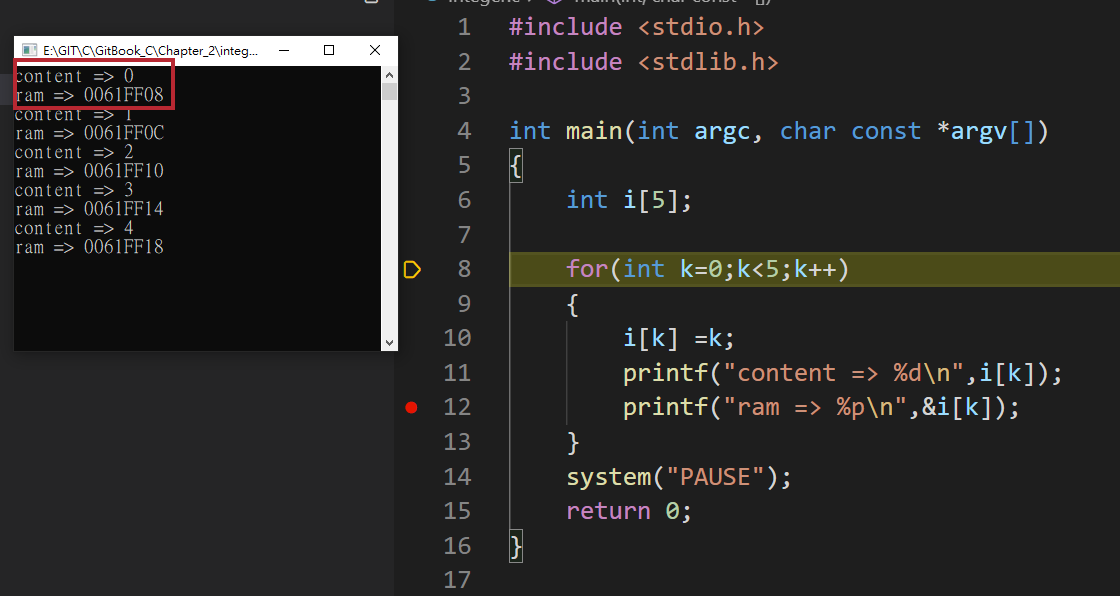 E:\GIT\C\GitBook_C\Chapter_2\integ...
content => 0
ram => 0061FF08
content => 1
ram => 0061FF0C
content => 2
ram => 0061FF10
content => 3
ram => 0061FF14
content => 4
ram => 0061FF18
1 #include <stdio.h>
2 #include <stdlib.h>
3
4 int main(int argc, char const *argv[])
5 {
6     int i[5];
7
8     for(int k=0;k<5;k++)
9     {
10         i[k] =k;
11         printf("content => %d\n",i[k]);
12         printf("ram => %p\n",&i[k]);
13     }
14     system("PAUSE");
15     return 0;
16 }
17